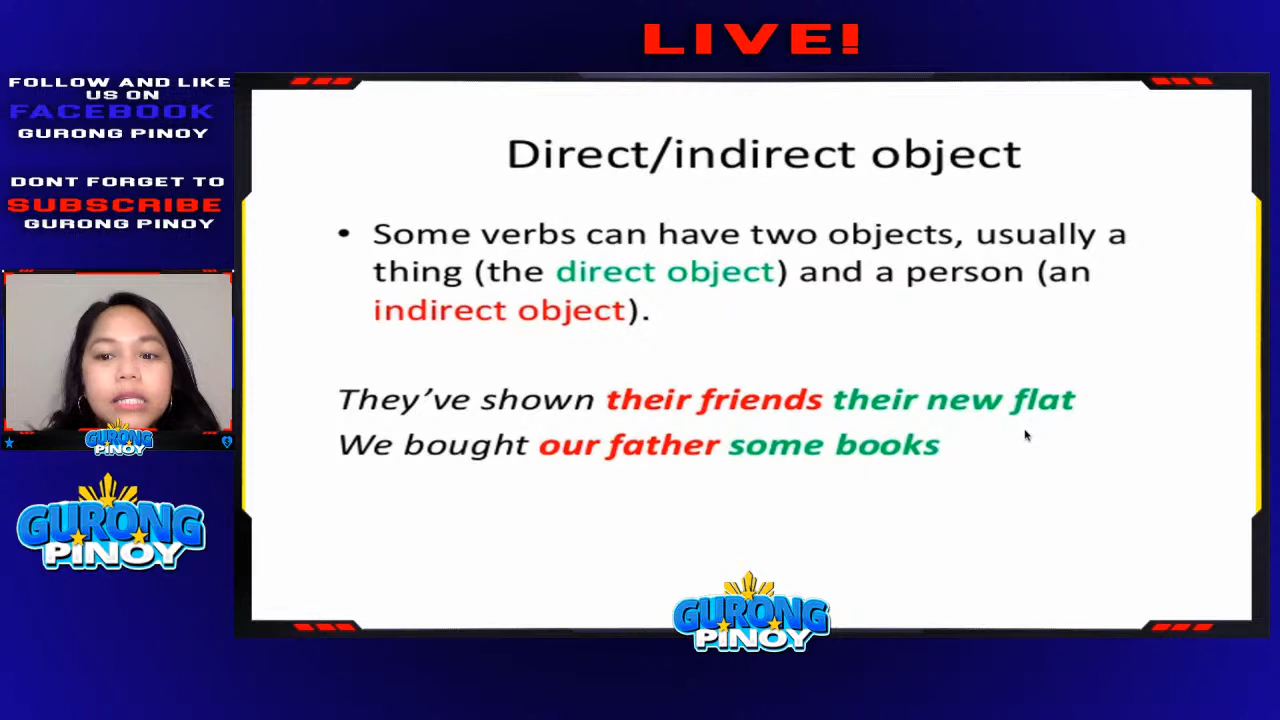 LIVE!
FOLLOW AND LIKE
US ON
FACEBOOK
GURONG PINOY
DONT FORGET TO
SUBSCRIBE
GURONG PINOY
GURONG
PINOY
GURONG
PINOY
Direct/indirect object
• Some verbs can have two objects, usually a
thing (the direct object) and a person (an
indirect object).
They’ve shown their friends their new flat
We bought our father some books
GURONG
PINOY